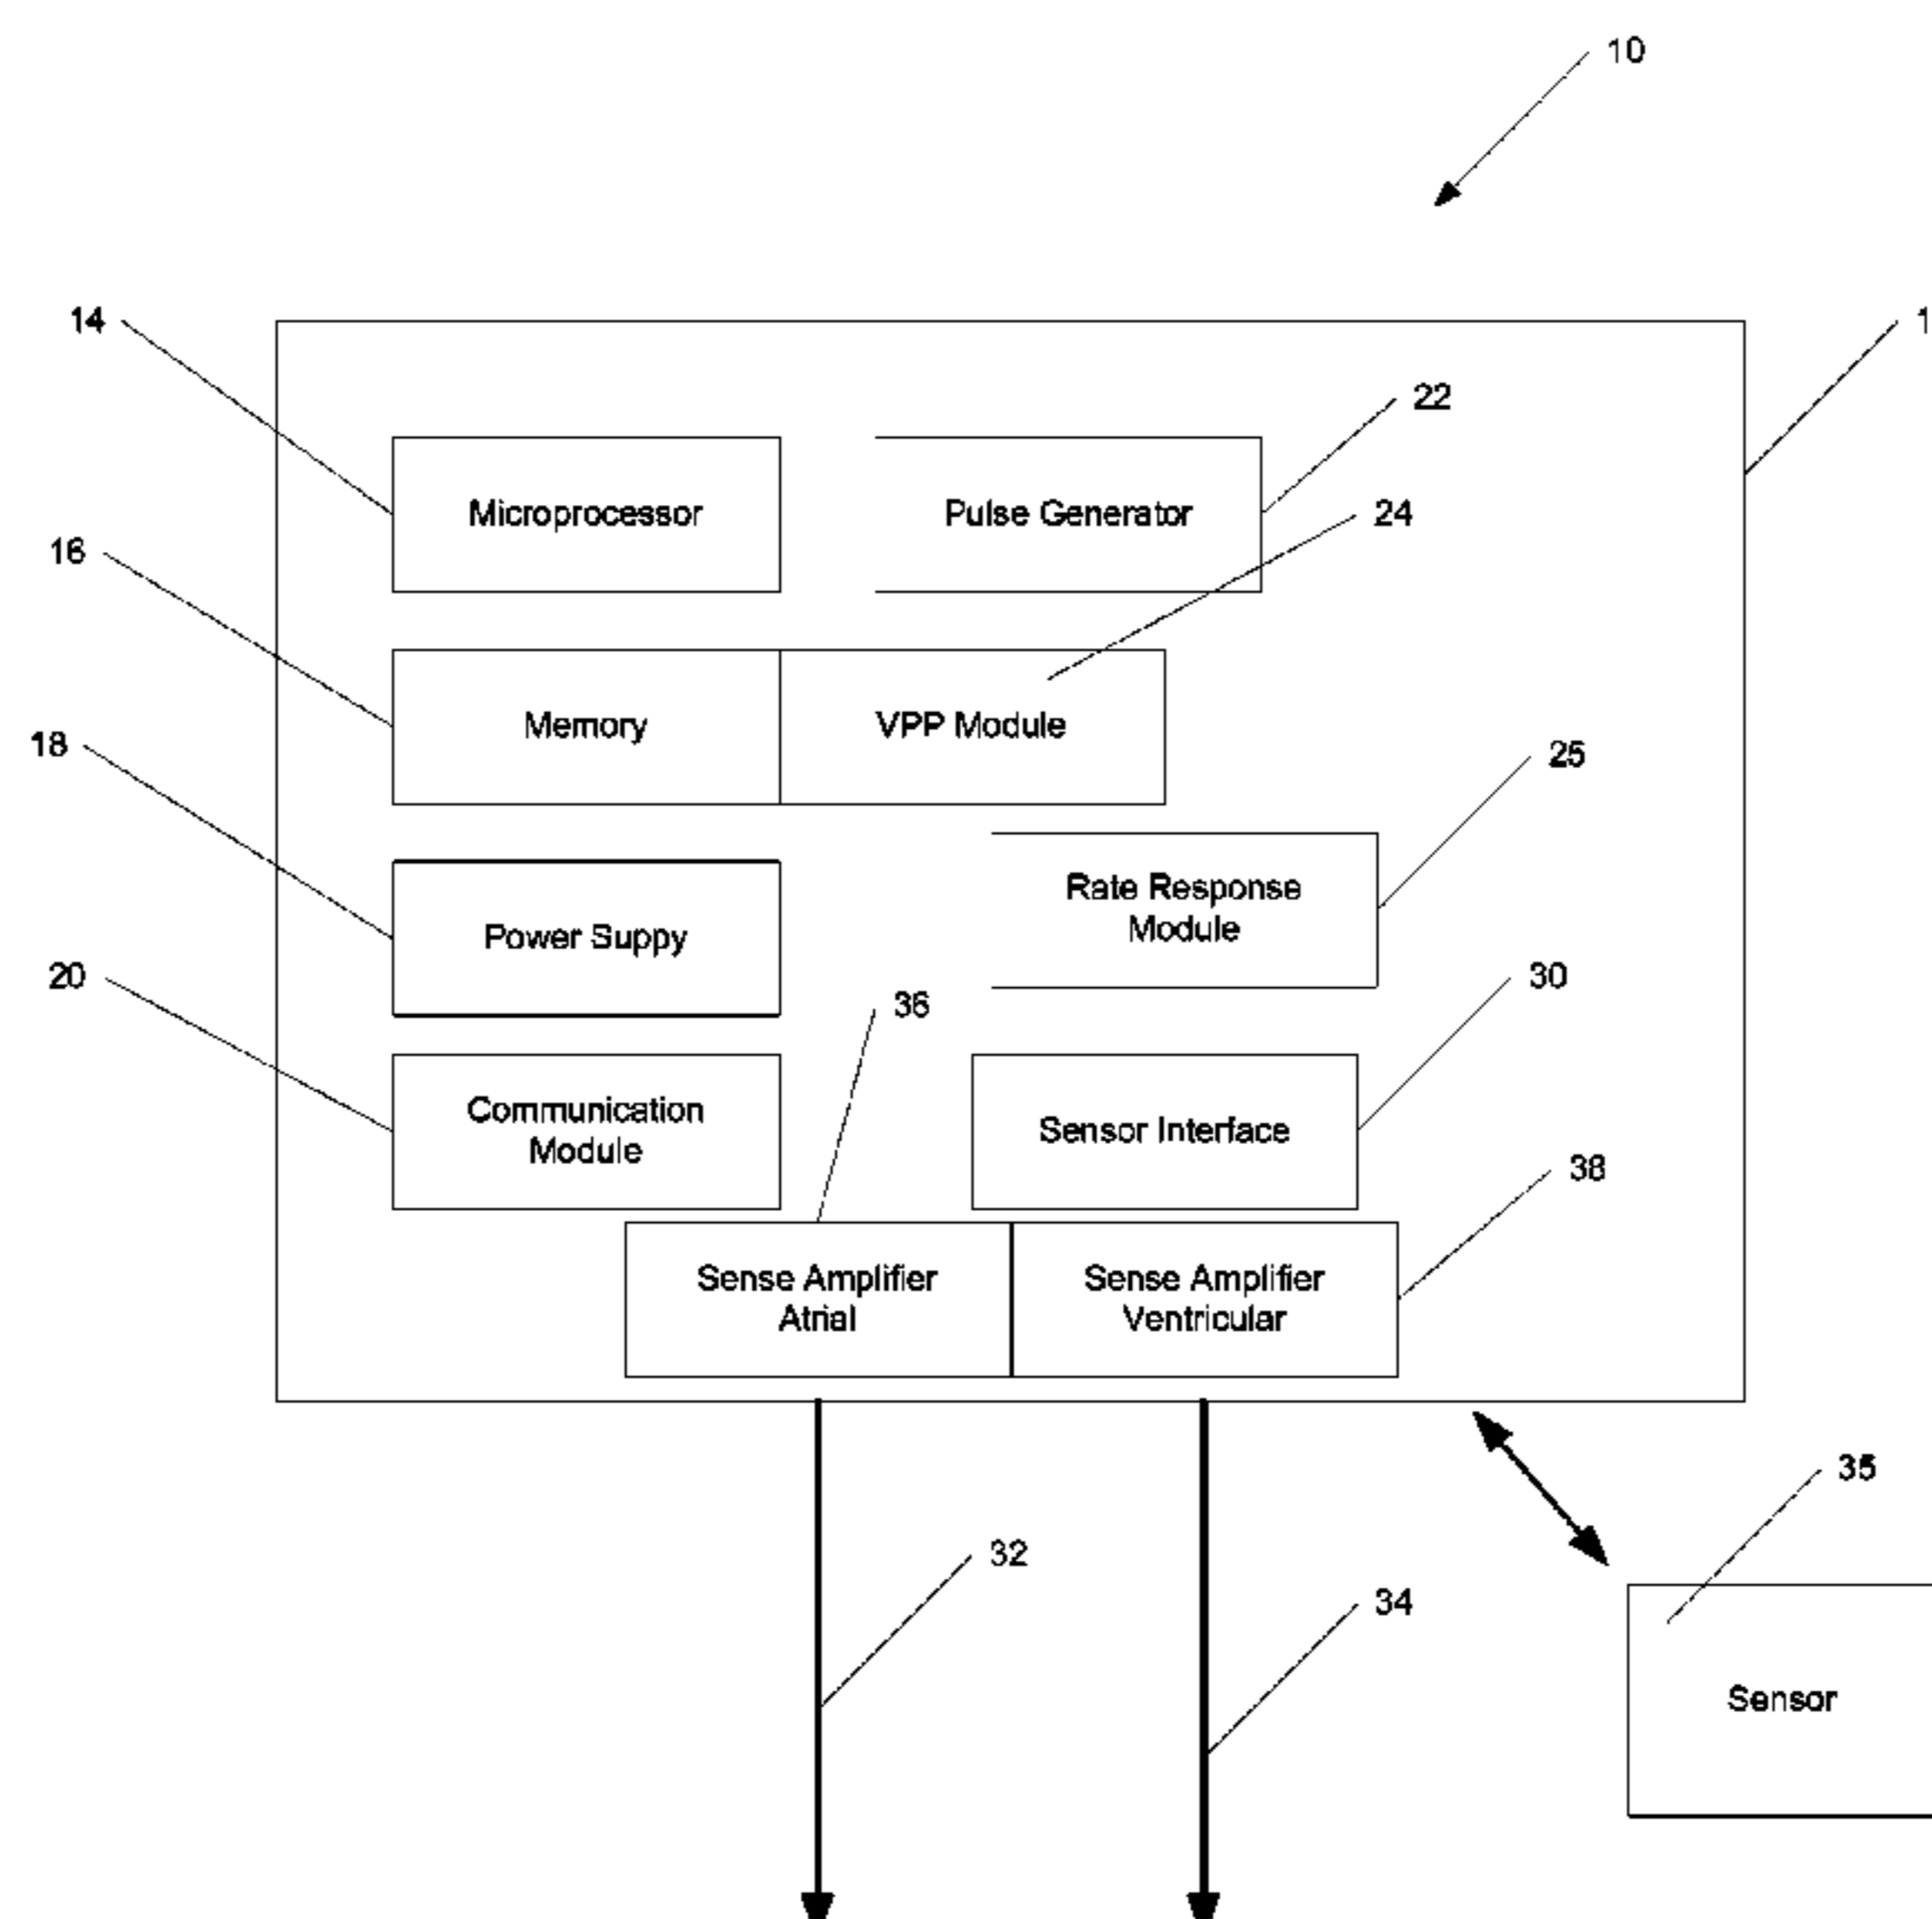 10
14
1
22
Microprocessor
Pulse Generator
24
16
Memory
VPP Module
18
25
Rate Response
Module
Power Suppy
20
36
30
Communication
Module
Sensor Interface
38
Sense Amplifier
Atrial
Sense Amplifier
Ventricular
35
32
34
Sensor